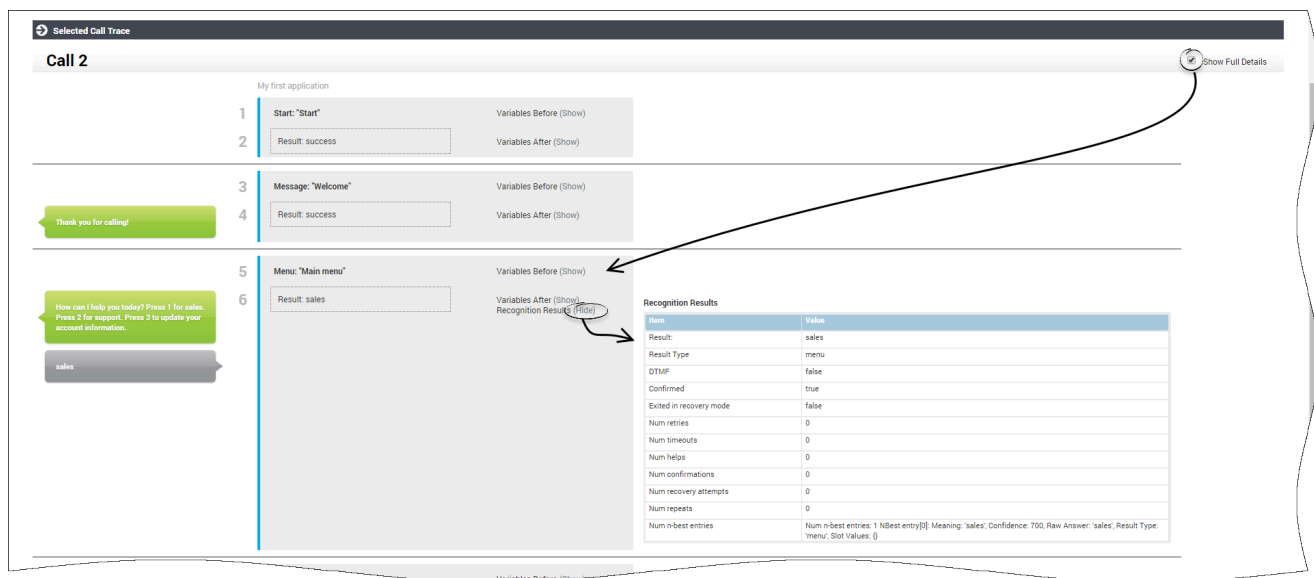 Selected Call Trace
Call 2
Show Full Details
My first application
1
Start: "Start"
Variables Before (Show)
2
Result: success
Variables After (Show)
3
Message: "Welcome"
Variables Before (Show)
4
Result: success
Variables After (Show)
Thank you for calling!
5
Menu: "Main menu"
Variables Before (Show)
6
Result: sales
Variables After (Show)
Recognition Results (Hide)
How can I help you today? Press 1 for sales.
Press 2 for support. Press 3 to update your
account information.
sales
Recognition Results
Item Value
Result: sales
Result Type menu
DTMF false
Confirmed true
Exited in recovery mode false
Num retries 0
Num timeouts 0
Num helps 0
Num confirmations 0
Num recovery attempts 0
Num repeats 0
Num n-best entries Num n-best entries: 1 NBest entry[0]: Meaning: 'sales', Confidence: 700, Raw Answer: 'sales', Result Type:
'menu', Slot Values: {}